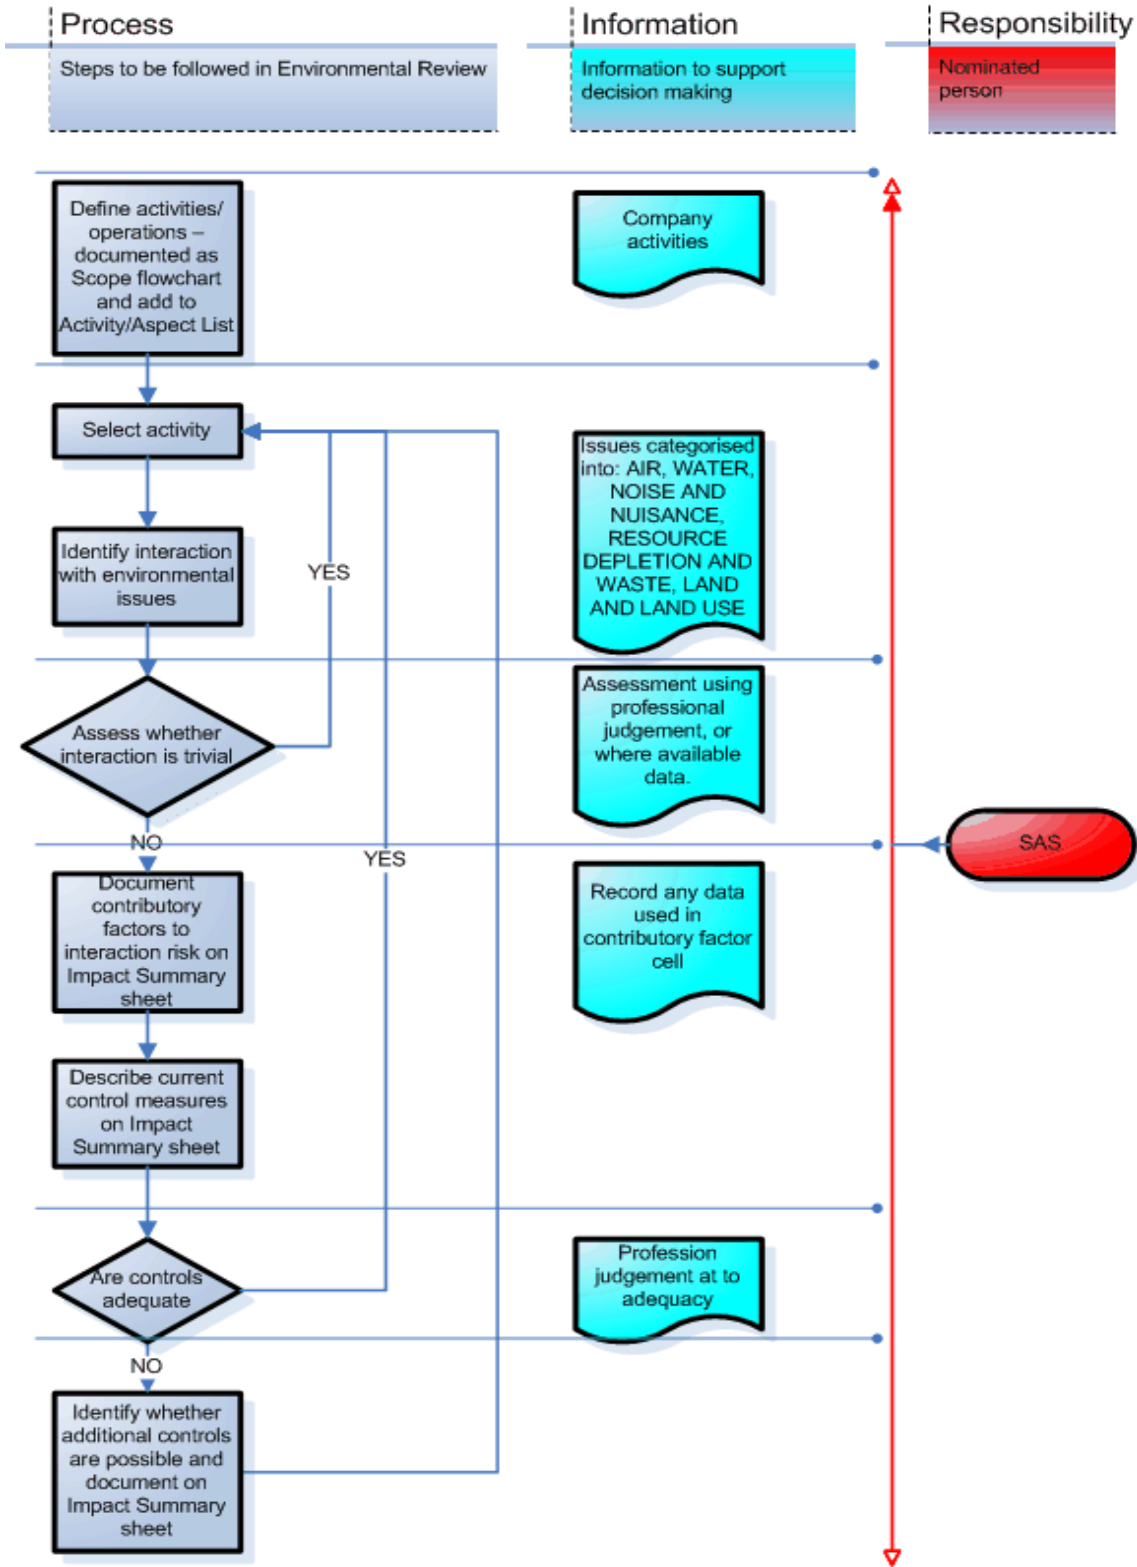 Process
Information
Responsibility
Steps to be followed in Environmental Review
Information to support
decision making
Nominated
person
Define activities/
operations –
documented as
Scope flowchart
and add to
Activity/Aspect List
Company
activities
Select activity
Issues categorised
into: AIR, WATER,
NOISE AND
NUISANCE,
RESOURCE
DEPLETION AND
WASTE, LAND
AND LAND USE
Identify interaction
with environmental
issues
YES
Assess whether
interaction is trivial
Assessment using
professional
judgement, or
where available
data.
NO
YES
SAS
Document
contributory
factors to
interaction risk on
Impact Summary
sheet
Record any data
used in
contributory factor
cell
Describe current
control measures
on Impact
Summary sheet
Are controls
adequate
Profession
judgement at to
adequacy
NO
Identify whether
additional controls
are possible and
document on
Impact Summary
sheet